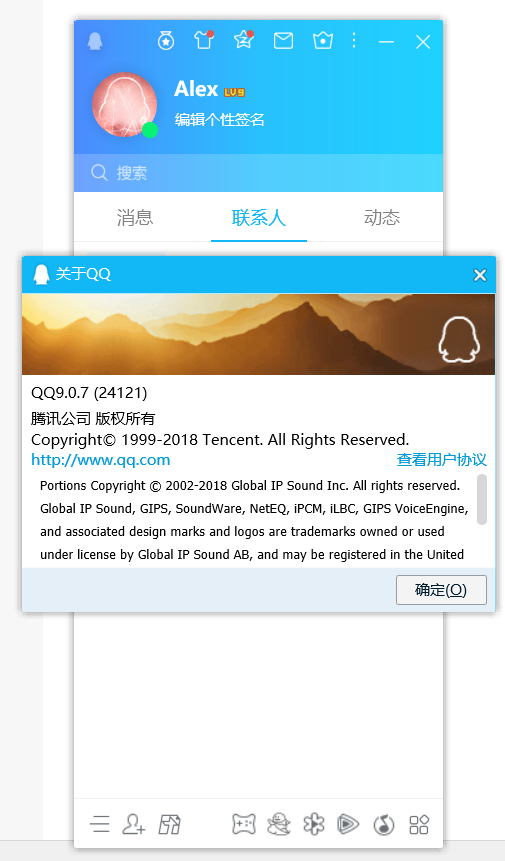 Alex LV9
编辑个性签名
搜索
消息 联系人 动态
关于QQ
QQ9.0.7 (24121)
腾讯公司 版权所有
Copyright© 1999-2018 Tencent. All Rights Reserved.
http://www.qq.com 查看用户协议
Portions Copyright © 2002-2018 Global IP Sound Inc. All rights reserved.
Global IP Sound, GIPS, SoundWare, NetEQ, iPCM, iLBC, GIPS VoiceEngine,
and associated design marks and logos are trademarks owned or used
under license by Global IP Sound AB, and may be registered in the United
确定(O)